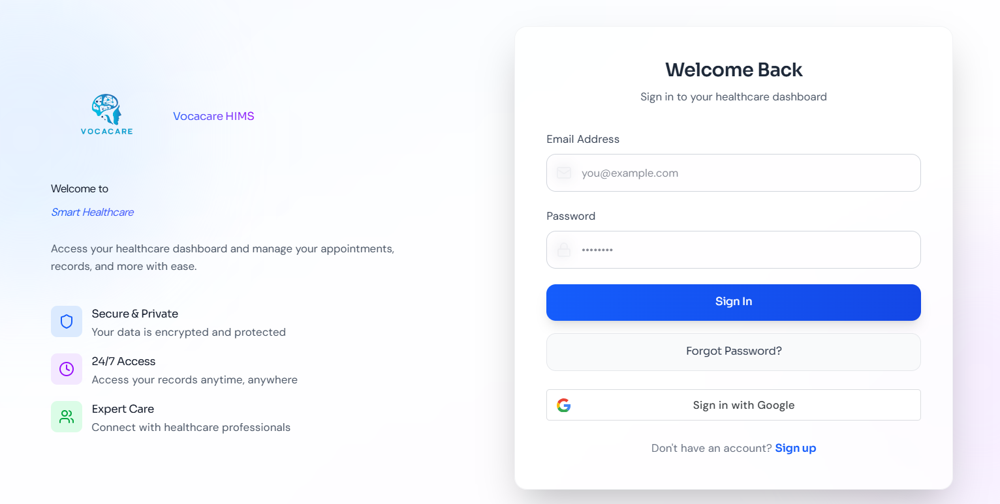 VOCACARE
Vocacare HIMS
Welcome to
Smart Healthcare
Access your healthcare dashboard and manage your appointments,
records, and more with ease.
Secure & Private
Your data is encrypted and protected
24/7 Access
Access your records anytime, anywhere
Expert Care
Connect with healthcare professionals
Welcome Back
Sign in to your healthcare dashboard
Email Address
you@example.com
Password
••••••••
Sign In
Forgot Password?
Sign in with Google
Don't have an account? Sign up